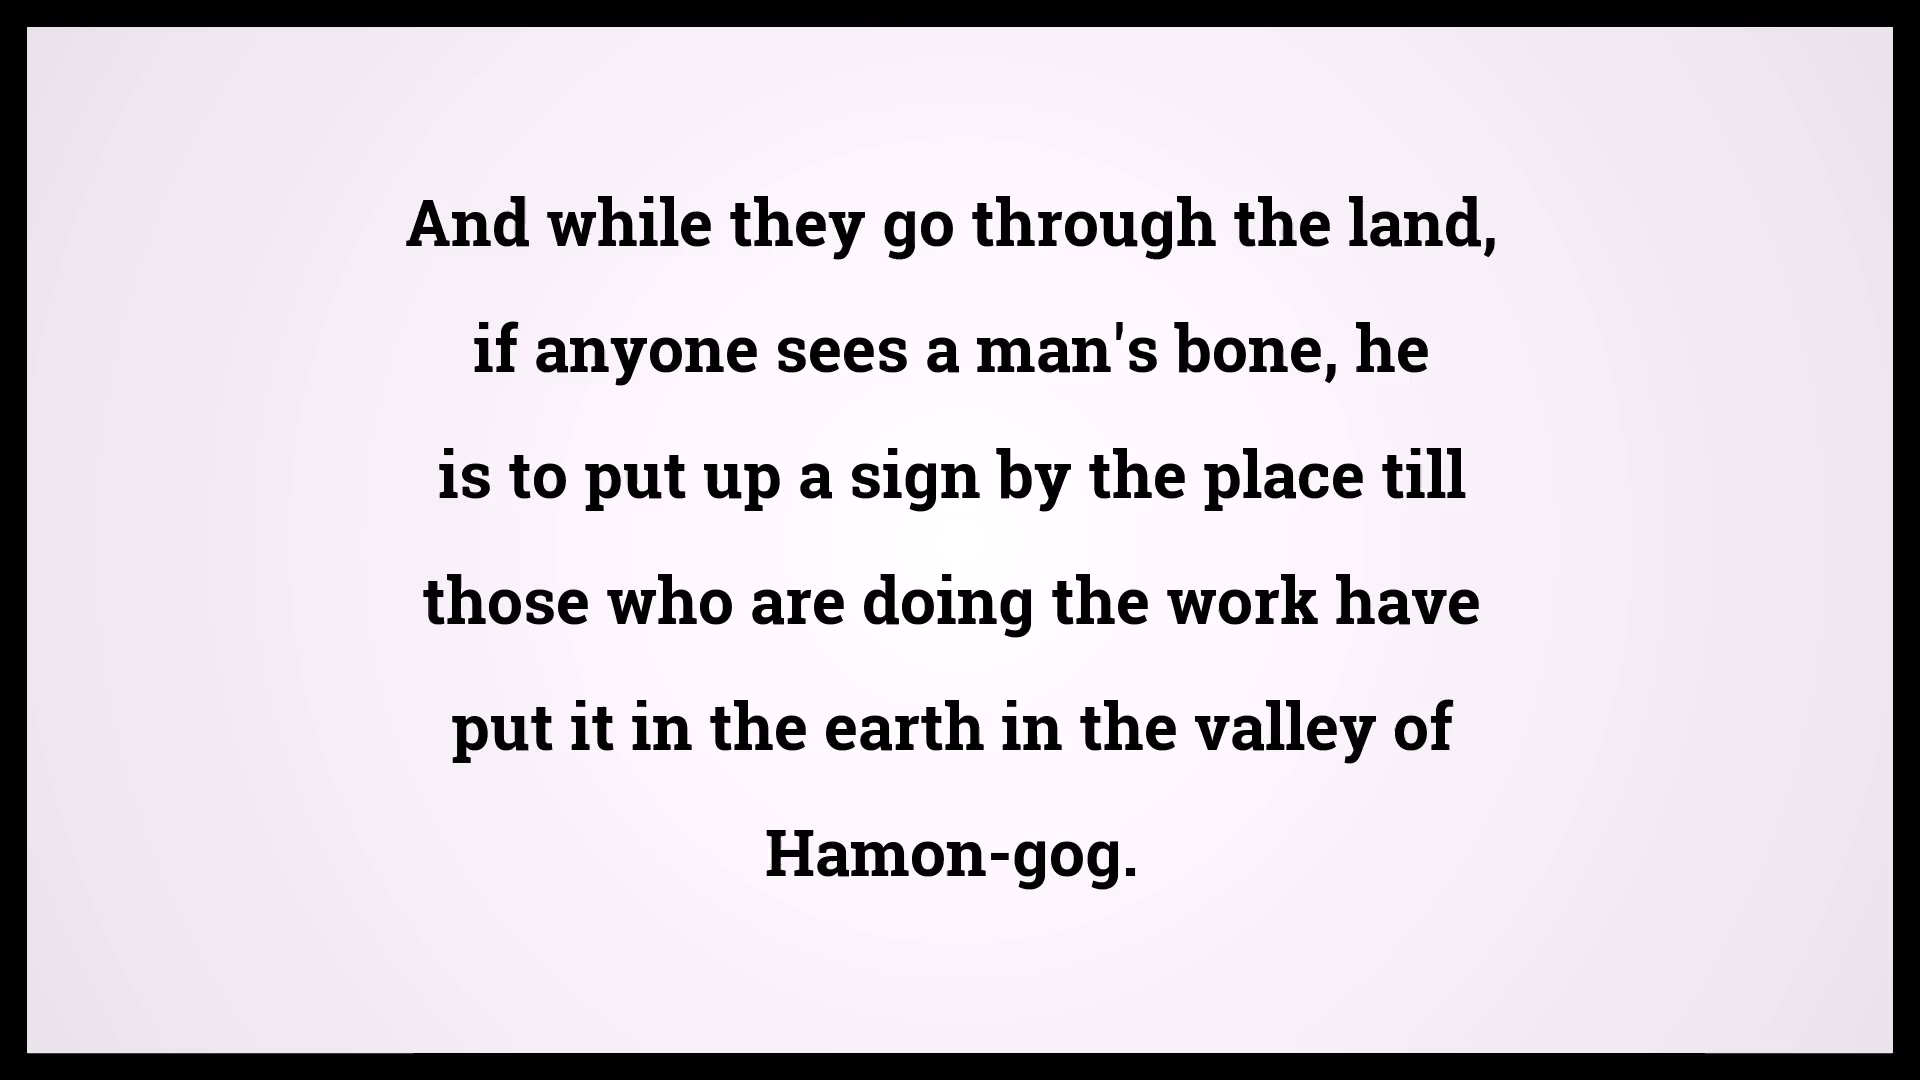 And while they go through the land,
if anyone sees a man's bone, he
is to put up a sign by the place till
those who are doing the work have
put it in the earth in the valley of
Hamon-gog.